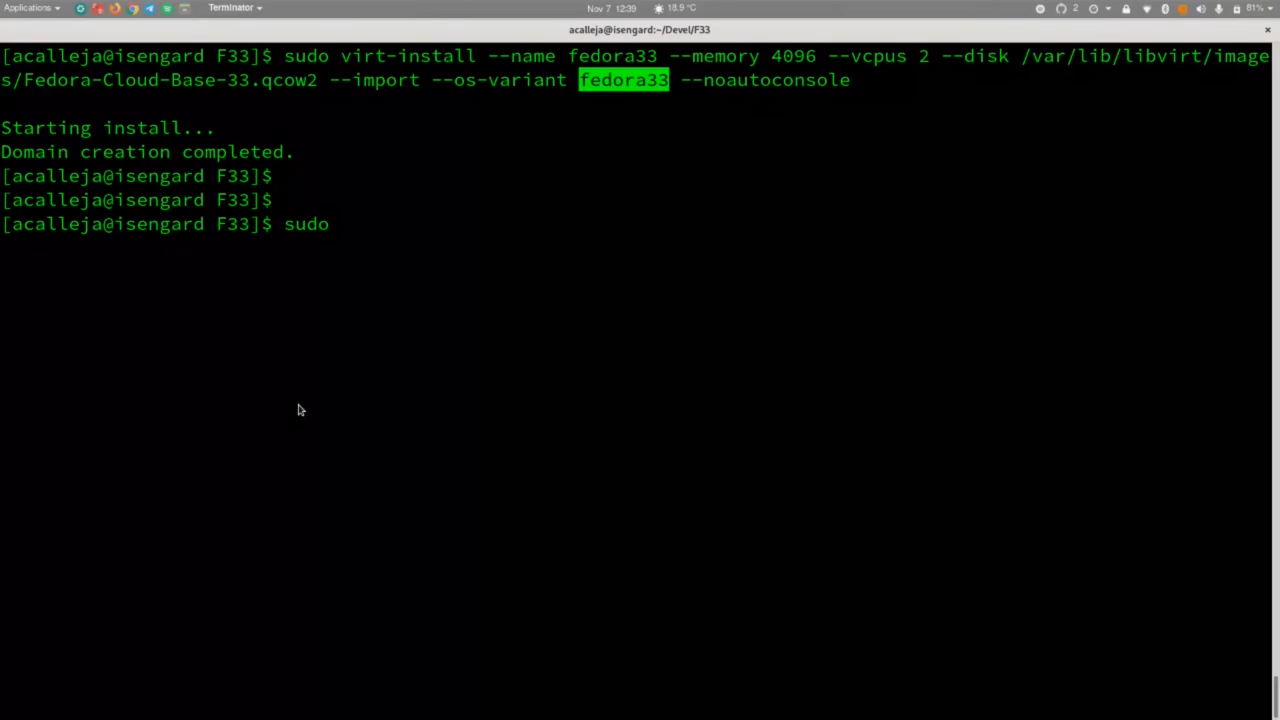 Applications
Terminator
Nov 7 12:39
18.9 °C
2
81%
acalleja@isengard:~/Devel/F33
[acalleja@isengard F33]$ sudo virt-install --name fedora33 --memory 4096 --vcpus 2 --disk /var/lib/libvirt/image
s/Fedora-Cloud-Base-33.qcow2 --import --os-variant fedora33 --noautoconsole
Starting install...
Domain creation completed.
[acalleja@isengard F33]$
[acalleja@isengard F33]$
[acalleja@isengard F33]$ sudo